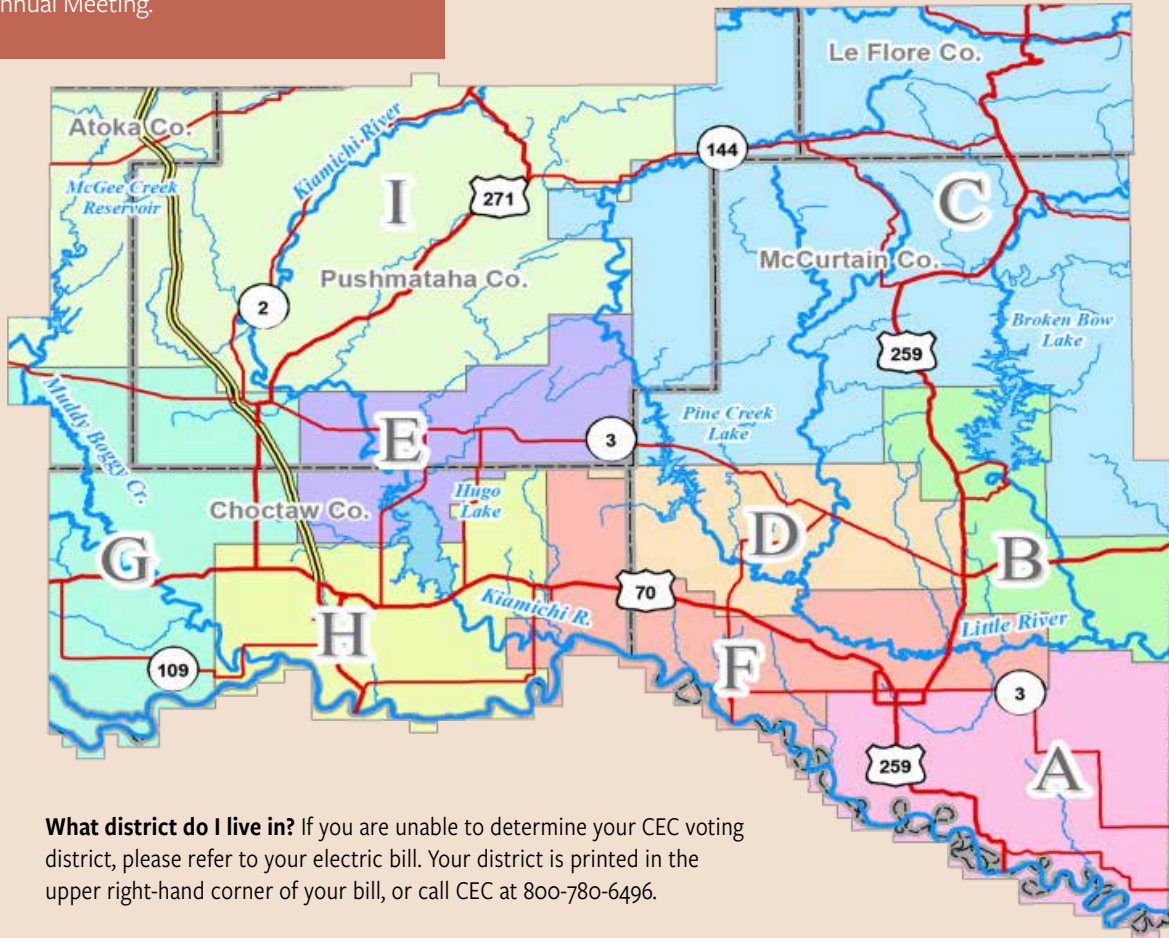 nnual Meeting.
Le Flore Co.
Atoka Co.
144
Kiamichi River
McGee Creek
Reservoir
271
I
C
McCurtain Co.
Pushmataha Co.
2
Broken Bow
Lake
259
Muddy Boggy Cr.
Pine Creek
Lake
E
3
Hugo
Lake
Choctaw Co.
D
G
B
70
Kiamichi R.
Little River
H
F
109
3
259
A
What district do I live in? If you are unable to determine your CEC voting
district, please refer to your electric bill. Your district is printed in the
upper right-hand corner of your bill, or call CEC at 800-780-6496.